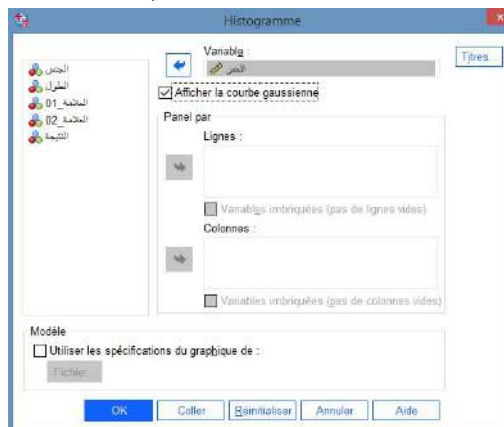 Histogramme
Variable :
Titres...
الجنس
الطول
العلامة_01
العلامة_02
النتيجة
Afficher la courbe gaussienne
Panel par
Lignes :
Variables imbriquées (pas de lignes vides)
Colonnes :
Variables imbriquées (pas de colonnes vides)
Modèle
Utiliser les spécifications du graphique de :
Fichier...
OK
Coller
Réinitialiser
Annuler
Aide